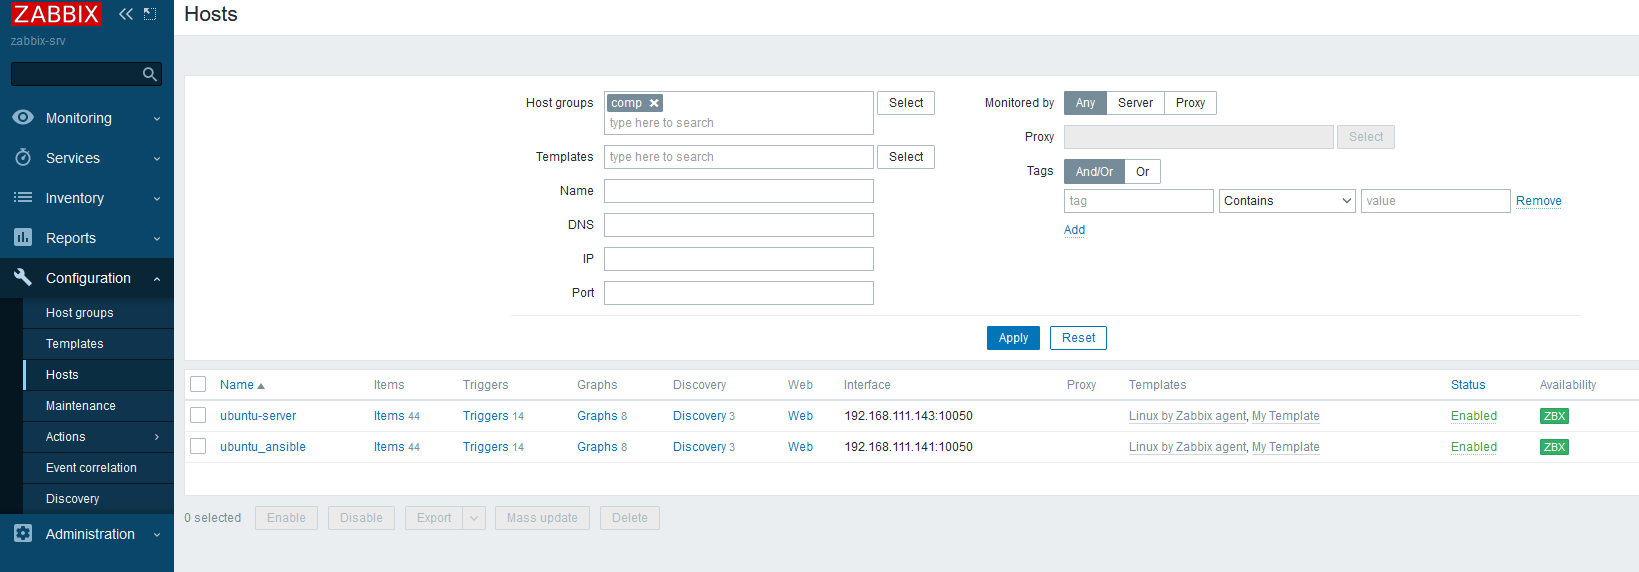 ZABBIX
zabbix-srv
Monitoring
Services
Inventory
Reports
Configuration
Host groups
Templates
Hosts
Maintenance
Actions
Event correlation
Discovery
Administration
Hosts
Host groups comp type here to search Select
Templates type here to search Select
Name
DNS
IP
Port
Monitored by Any Server Proxy
Proxy Select
Tags And/Or Or
tag Contains value Remove
Add
Apply Reset
Name Items Triggers Graphs Discovery Web Interface Proxy Templates Status Availability
ubuntu-server Items 44 Triggers 14 Graphs 8 Discovery 3 Web 192.168.111.143:10050 Linux by Zabbix agent, My Template Enabled ZBX
ubuntu_ansible Items 44 Triggers 14 Graphs 8 Discovery 3 Web 192.168.111.141:10050 Linux by Zabbix agent, My Template Enabled ZBX
0 selected Enable Disable Export Mass update Delete